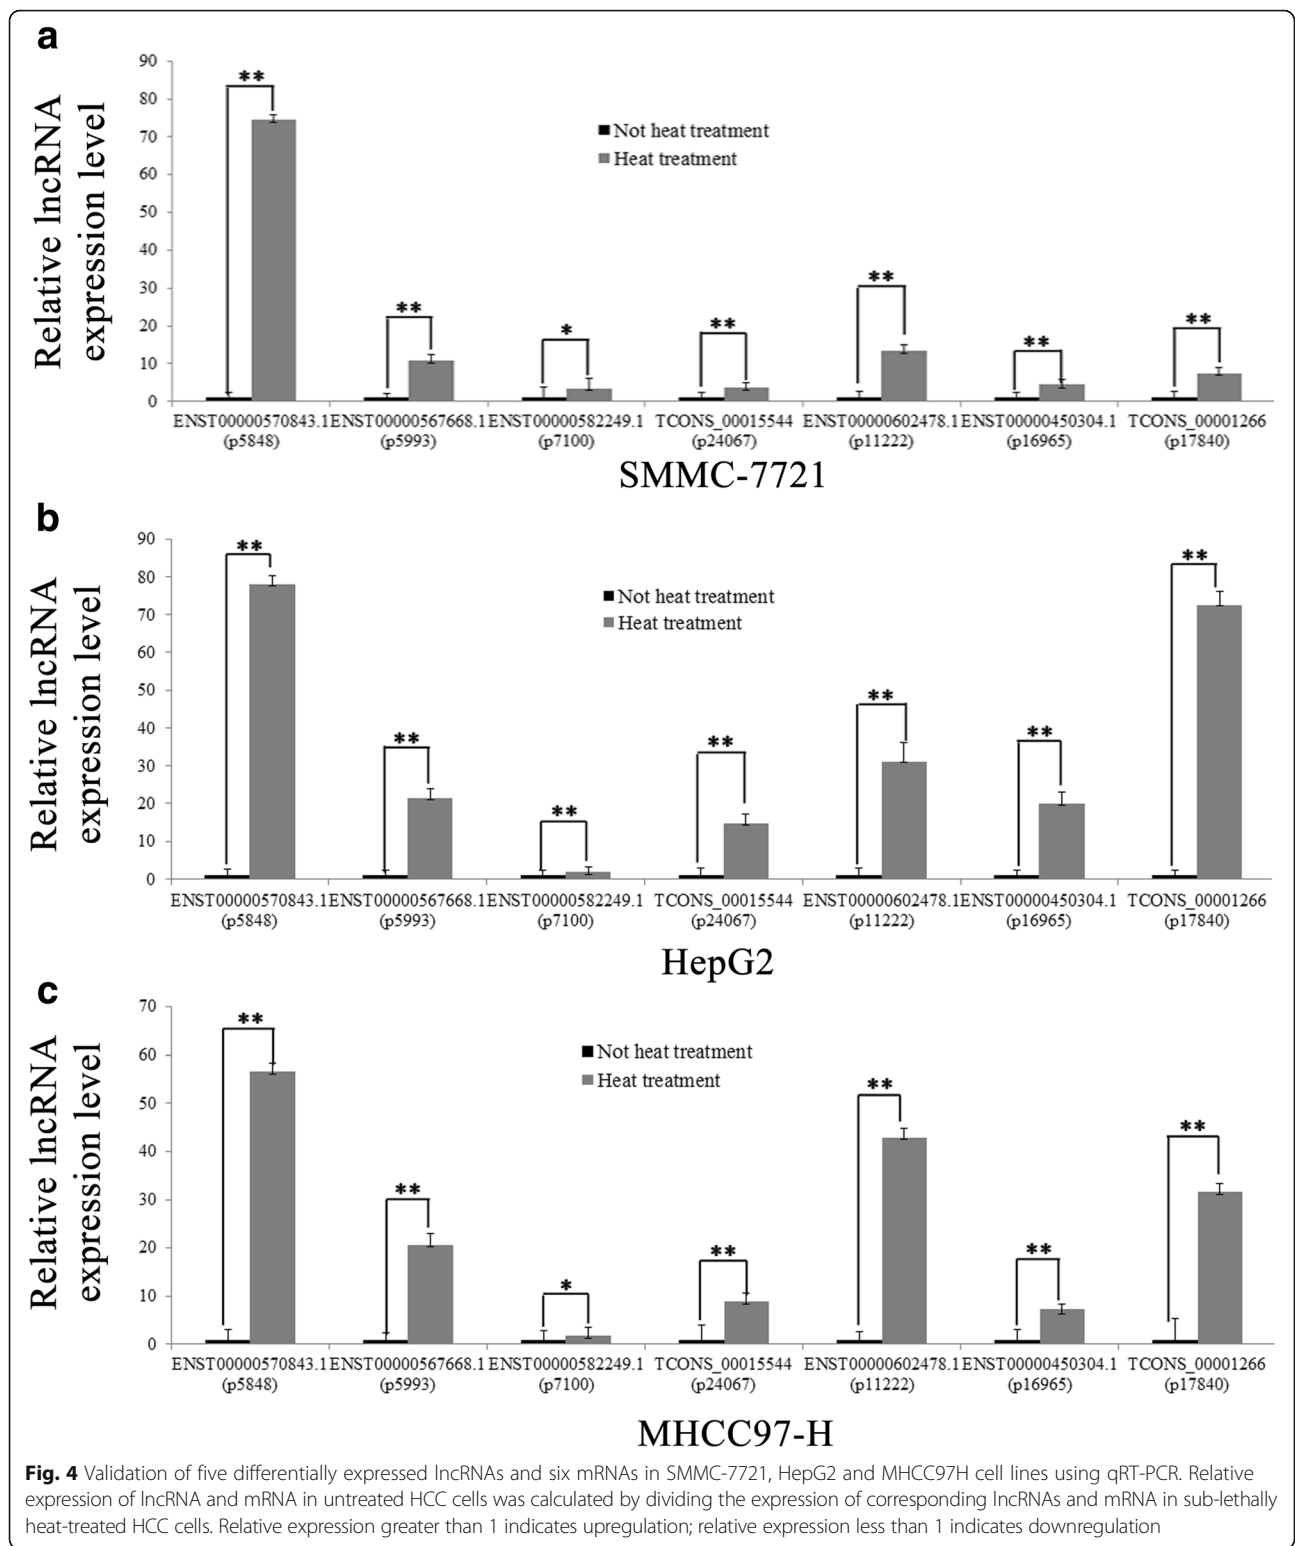 a
Relative lncRNA
expression level
90
80
70
60
50
40
30
20
10
0
**
**
*
**
**
**
**
Not heat treatment
Heat treatment
ENST00000570843.1 ENST00000567668.1 ENST00000582249.1 TCONS_00015544 ENST00000602478.1 ENST00000450304.1 TCONS_00001266
(p5848) (p5993) (p7100) (p24067) (p11222) (p16965) (p17840)
SMMC-7721
b
Relative lncRNA
expression level
90
80
70
60
50
40
30
20
10
0
**
**
**
**
**
**
**
Not heat treatment
Heat treatment
ENST00000570843.1 ENST00000567668.1 ENST00000582249.1 TCONS_00015544 ENST00000602478.1 ENST00000450304.1 TCONS_00001266
(p5848) (p5993) (p7100) (p24067) (p11222) (p16965) (p17840)
HepG2
c
Relative lncRNA
expression level
70
60
50
40
30
20
10
0
**
**
*
**
**
**
**
Not heat treatment
Heat treatment
ENST00000570843.1 ENST00000567668.1 ENST00000582249.1 TCONS_00015544 ENST00000602478.1 ENST00000450304.1 TCONS_00001266
(p5848) (p5993) (p7100) (p24067) (p11222) (p16965) (p17840)
MHCC97-H
Fig. 4 Validation of five differentially expressed lncRNAs and six mRNAs in SMMC-7721, HepG2 and MHCC97H cell lines using qRT-PCR. Relative
expression of lncRNA and mRNA in untreated HCC cells was calculated by dividing the expression of corresponding lncRNAs and mRNA in sub-lethally
heat-treated HCC cells. Relative expression greater than 1 indicates upregulation; relative expression less than 1 indicates downregulation